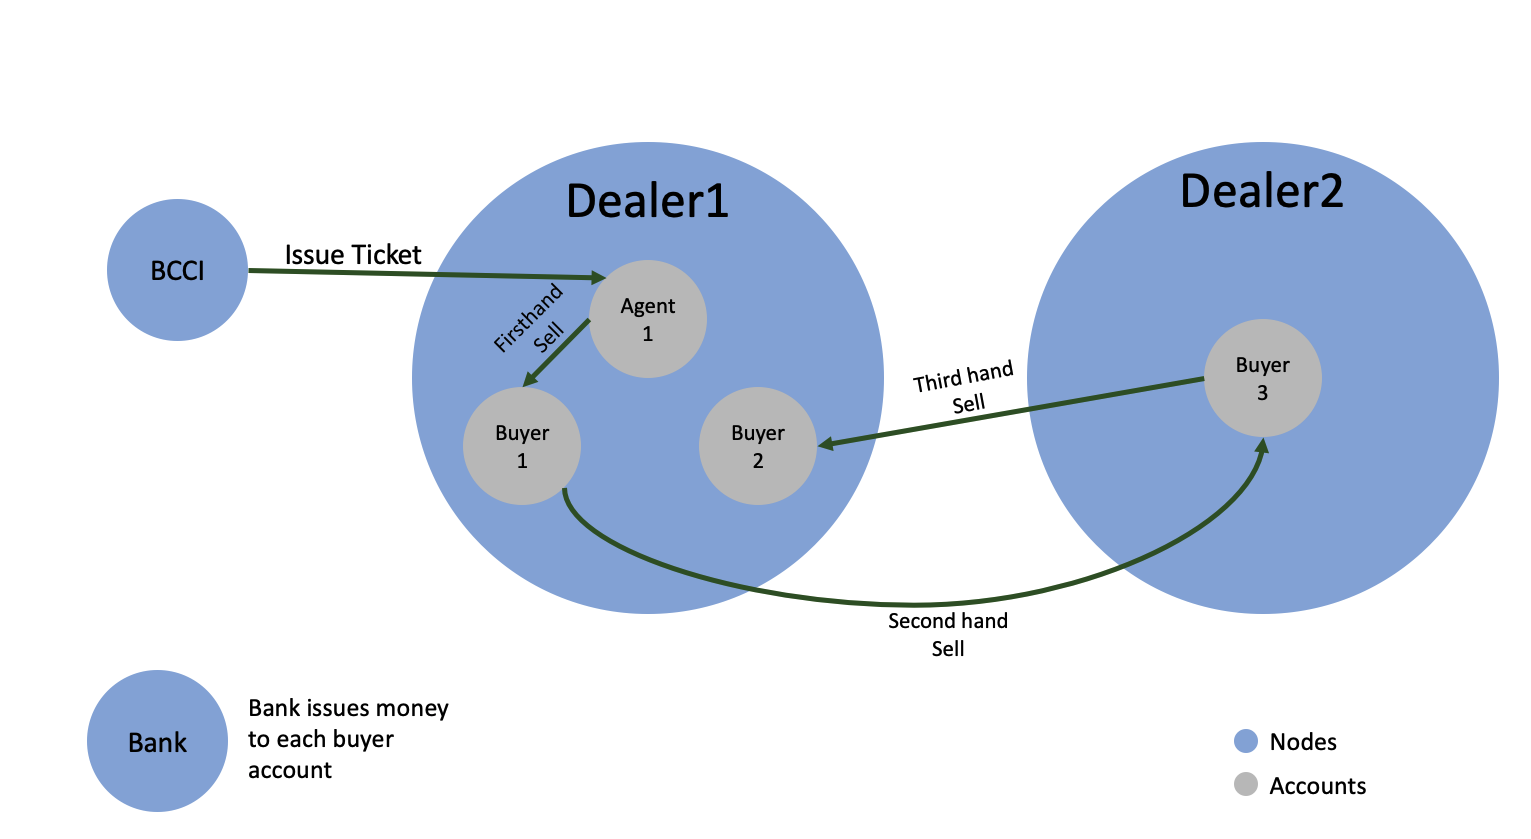 Dealer1
Dealer2
BCCI
Issue Ticket
Agent
1
Firsthand
Sell
Buyer
1
Buyer
2
Third hand
Sell
Buyer
3
Second hand
Sell
Bank
Bank issues money
to each buyer
account
Nodes
Accounts